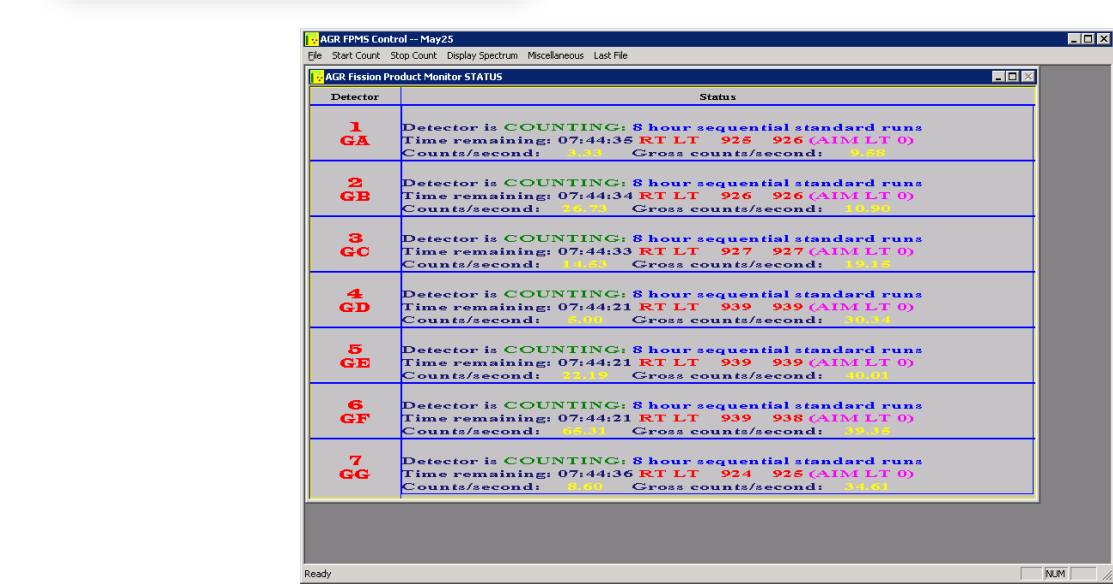 AGR FPMS Control -- May25
File Start Count Stop Count Display Spectrum Miscellaneous Last File
AGR Fission Product Monitor STATUS
Detector Status
1
GA
Detector is COUNTING: 8 hour sequential standard runs
Time remaining: 07:44:35 RT LT 925 926 (AIM LT 0)
Counts/second: 3.33 Gross counts/second: 9.58
2
GB
Detector is COUNTING: 8 hour sequential standard runs
Time remaining: 07:44:34 RT LT 926 926 (AIM LT 0)
Counts/second: 26.73 Gross counts/second: 10.90
3
GC
Detector is COUNTING: 8 hour sequential standard runs
Time remaining: 07:44:33 RT LT 927 927 (AIM LT 0)
Counts/second: 14.53 Gross counts/second: 19.15
4
GD
Detector is COUNTING: 8 hour sequential standard runs
Time remaining: 07:44:21 RT LT 939 939 (AIM LT 0)
Counts/second: 5.00 Gross counts/second: 30.34
5
GE
Detector is COUNTING: 8 hour sequential standard runs
Time remaining: 07:44:21 RT LT 939 939 (AIM LT 0)
Counts/second: 22.19 Gross counts/second: 40.01
6
GF
Detector is COUNTING: 8 hour sequential standard runs
Time remaining: 07:44:21 RT LT 939 938 (AIM LT 0)
Counts/second: 65.31 Gross counts/second: 39.35
7
GG
Detector is COUNTING: 8 hour sequential standard runs
Time remaining: 07:44:36 RT LT 924 925 (AIM LT 0)
Counts/second: 8.60 Gross counts/second: 34.61
Ready NUM